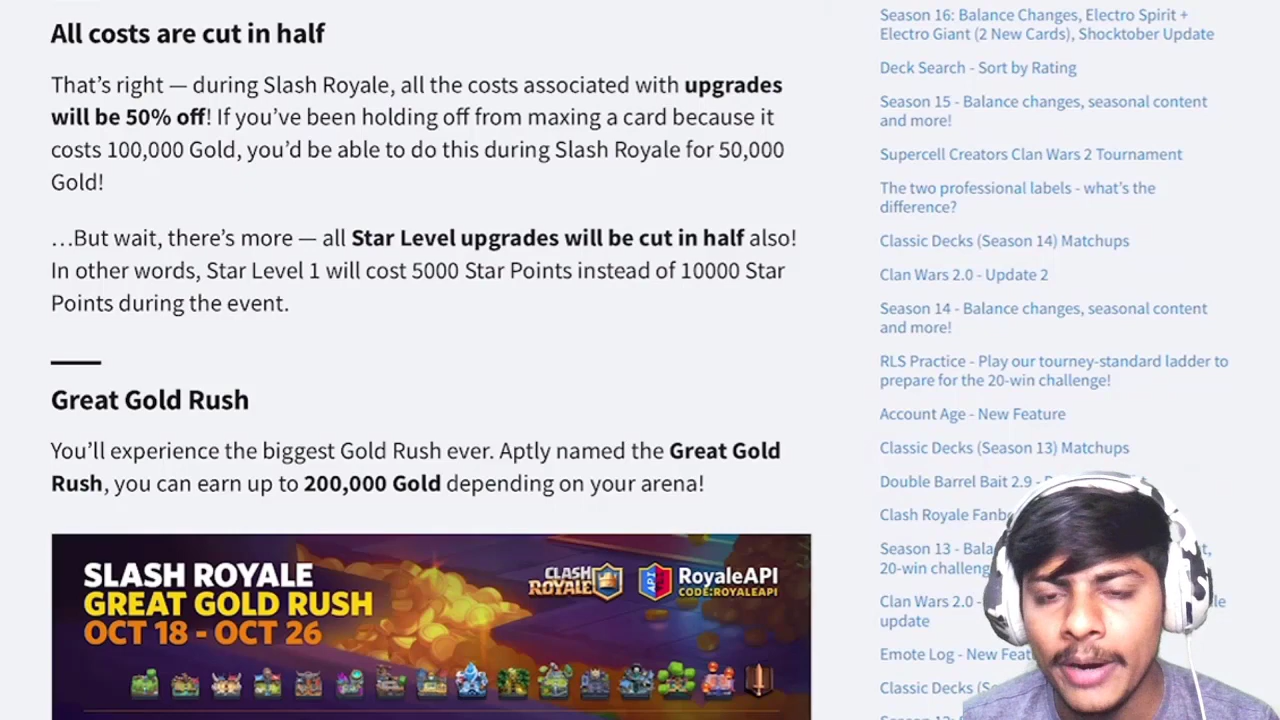 All costs are cut in half
That’s right — during Slash Royale, all the costs associated with upgrades
will be 50% off! If you’ve been holding off from maxing a card because it
costs 100,000 Gold, you’d be able to do this during Slash Royale for 50,000
Gold!
…But wait, there’s more — all Star Level upgrades will be cut in half also!
In other words, Star Level 1 will cost 5000 Star Points instead of 10000 Star
Points during the event.
Great Gold Rush
You’ll experience the biggest Gold Rush ever. Aptly named the Great Gold
Rush, you can earn up to 200,000 Gold depending on your arena!
SLASH ROYALE
GREAT GOLD RUSH
OCT 18 - OCT 26
CLASH
ROYALE
API
RoyaleAPI
CODE:ROYALEAPI
Season 16: Balance Changes, Electro Spirit +
Electro Giant (2 New Cards), Shocktober Update
Deck Search - Sort by Rating
Season 15 - Balance changes, seasonal content
and more!
Supercell Creators Clan Wars 2 Tournament
The two professional labels - what’s the
difference?
Classic Decks (Season 14) Matchups
Clan Wars 2.0 - Update 2
Season 14 - Balance changes, seasonal content
and more!
RLS Practice - Play our tourney-standard ladder to
prepare for the 20-win challenge!
Account Age - New Feature
Classic Decks (Season 13) Matchups
Double Barrel Bait 2.9 -
Clash Royale
Season 13 -
20-win
Clan Wars 2.0 -
update
Emote Log - New
Classic Decks